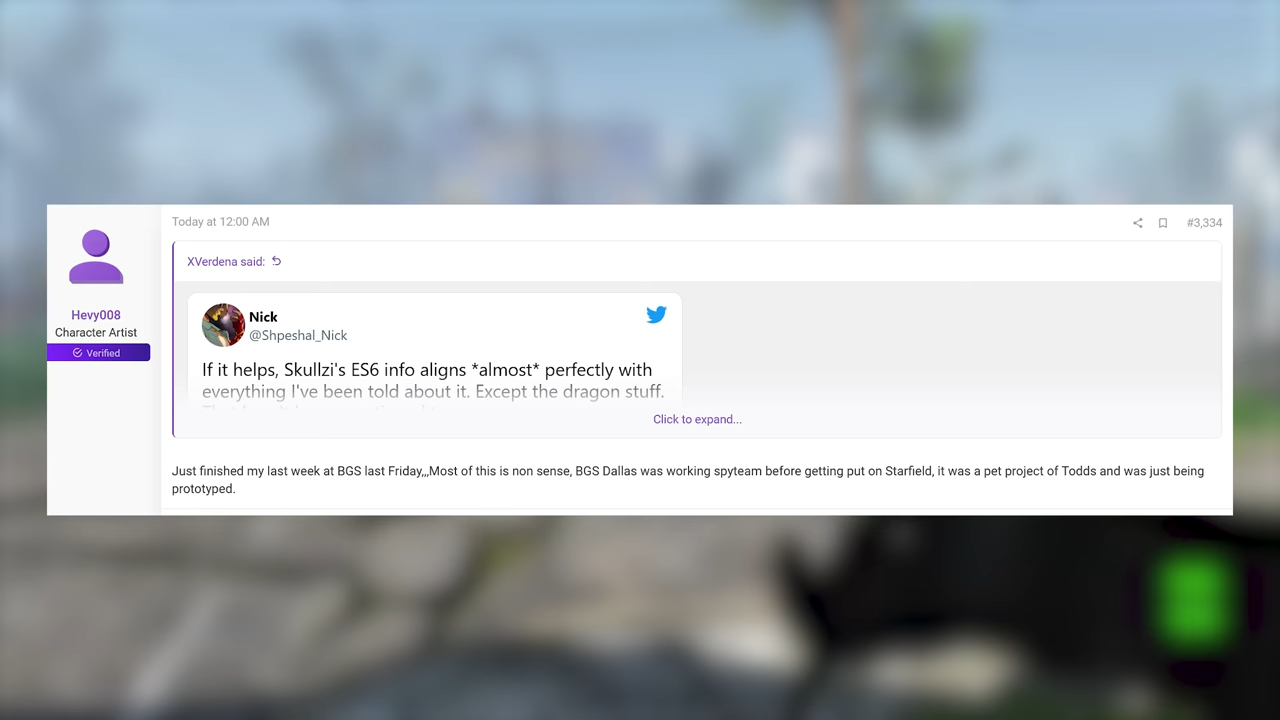 Today at 12:00 AM
#3,334
XVerdena said:
Hevy008
Character Artist
Verified
Nick
@Shpeshal_Nick
If it helps, Skullzi's ES6 info aligns *almost* perfectly with
everything I've been told about it. Except the dragon stuff.
Click to expand...
Just finished my last week at BGS last Friday,,,Most of this is non sense, BGS Dallas was working spyteam before getting put on Starfield, it was a pet project of Todds and was just being
prototyped.